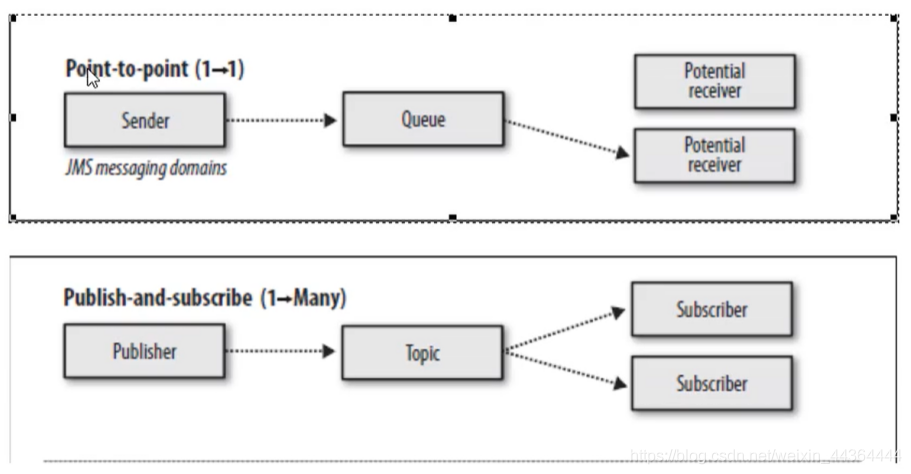 Point-to-point (1→1)
Sender
Queue
Potential
receiver
Potential
receiver
JMS messaging domains
Publish-and-subscribe (1→Many)
Publisher
Topic
Subscriber
Subscriber
https://blog.csdn.net/weixin_44364444